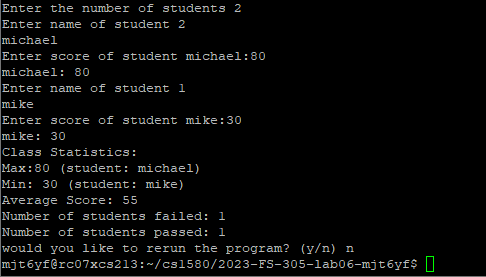 Enter the number of students 2
Enter name of student 2
michael
Enter score of student michael:80
michael: 80
Enter name of student 1
mike
Enter score of student mike:30
mike: 30
Class Statistics:
Max:80 (student: michael)
Min: 30 (student: mike)
Average Score: 55
Number of students failed: 1
Number of students passed: 1
would you like to rerun the program? (y/n) n
mjt6yf@rc07xcs213:~/cs1580/2023-FS-305-lab06-mjt6yf$